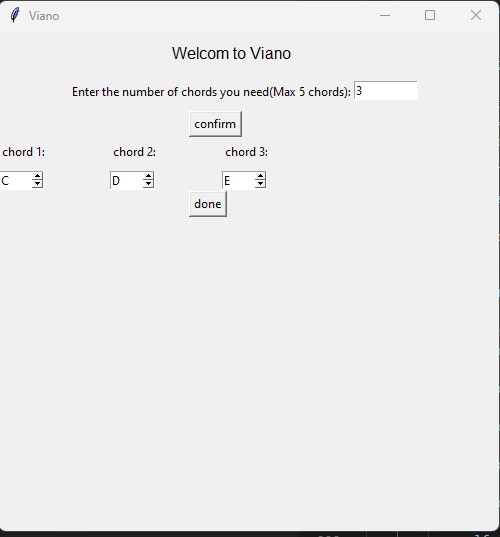 Viano
Welcom to Viano
Enter the number of chords you need(Max 5 chords): 3
confirm
chord 1: chord 2: chord 3:
C D E
done